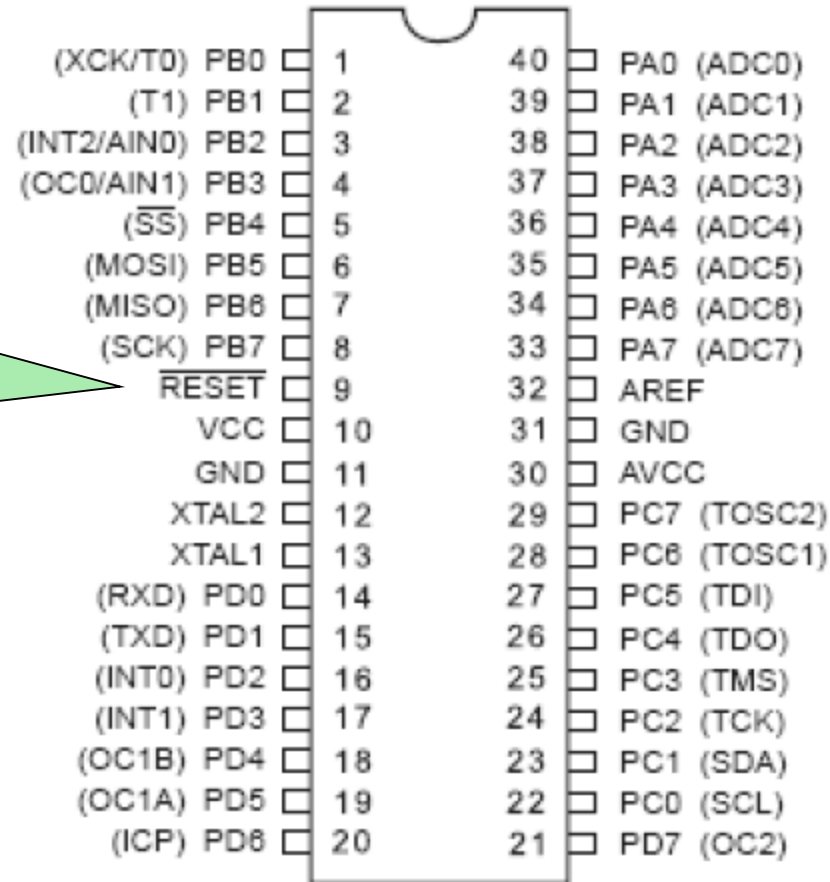 (XCK/T0) PB0 1 40 PA0 (ADC0)
(T1) PB1 2 39 PA1 (ADC1)
(INT2/AIN0) PB2 3 38 PA2 (ADC2)
(OC0/AIN1) PB3 4 37 PA3 (ADC3)
(S̅S̅) PB4 5 36 PA4 (ADC4)
(MOSI) PB5 6 35 PA5 (ADC5)
(MISO) PB6 7 34 PA6 (ADC6)
(SCK) PB7 8 33 PA7 (ADC7)
R̅E̅S̅E̅T̅ 9 32 AREF
VCC 10 31 GND
GND 11 30 AVCC
XTAL2 12 29 PC7 (TOSC2)
XTAL1 13 28 PC6 (TOSC1)
(RXD) PD0 14 27 PC5 (TDI)
(TXD) PD1 15 26 PC4 (TDO)
(INT0) PD2 16 25 PC3 (TMS)
(INT1) PD3 17 24 PC2 (TCK)
(OC1B) PD4 18 23 PC1 (SDA)
(OC1A) PD5 19 22 PC0 (SCL)
(ICP) PD6 20 21 PD7 (OC2)